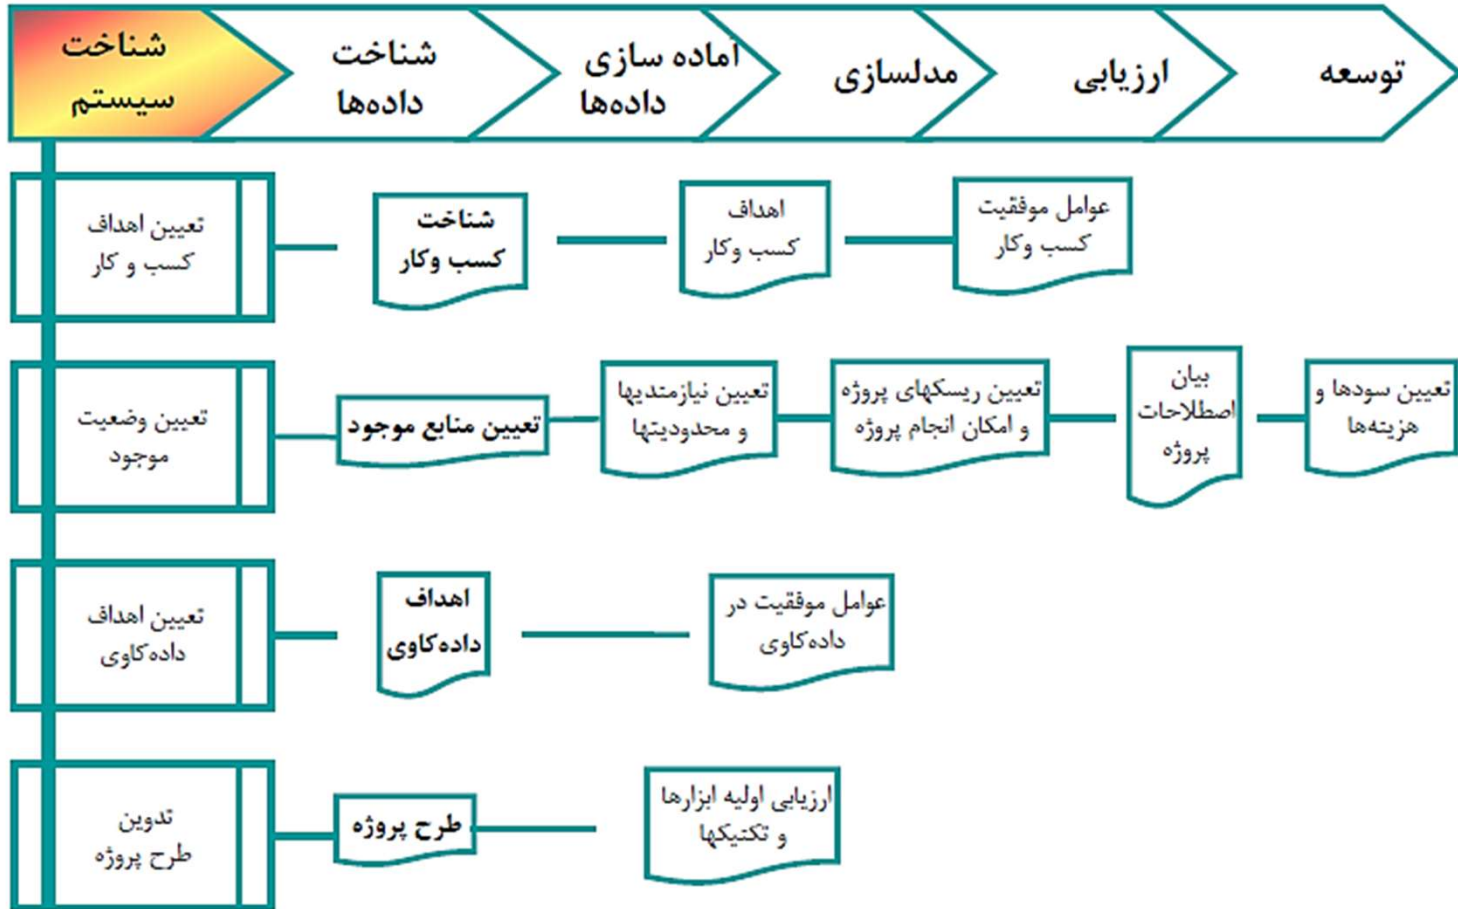 شناخت
سیستم
شناخت
داده‌ها
آماده سازی
داده‌ها
مدلسازی
ارزیابی
توسعه
تعیین اهداف
کسب و کار
شناخت
کسب وکار
اهداف
کسب وکار
عوامل موفقیت
کسب وکار
تعیین وضعیت
موجود
تعیین منابع موجود
تعیین نیازمندیها
و محدودیتها
تعیین ریسکهای پروژه
و امکان انجام پروژه
بیان
اصطلاحات
پروژه
تعیین سودها و
هزینه‌ها
تعیین اهداف
داده‌کاوی
اهداف
داده‌کاوی
عوامل موفقیت در
داده‌کاوی
تدوین
طرح پروژه
طرح پروژه
ارزیابی اولیه ابزارها
و تکنیکها